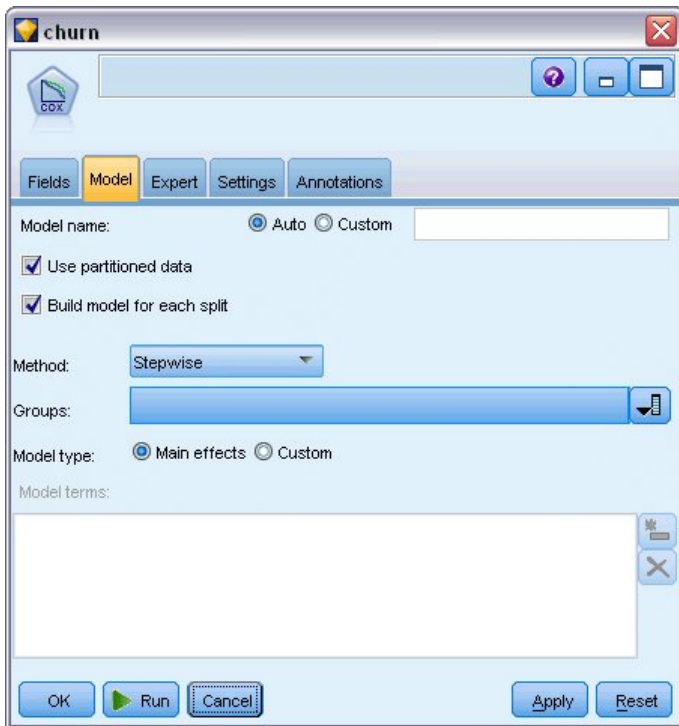 churn
?
COX
Fields Model Expert Settings Annotations
Model name: Auto Custom
Use partitioned data
Build model for each split
Method: Stepwise
Groups:
Model type: Main effects Custom
Model terms:
OK Run Cancel Apply Reset